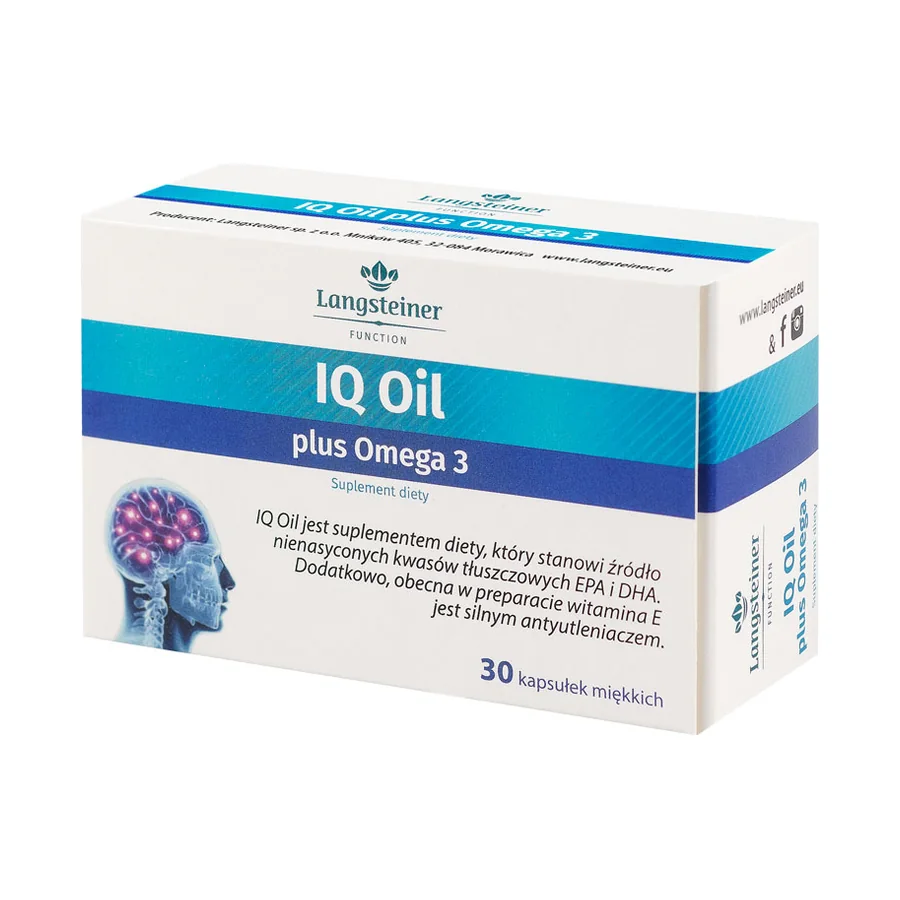 Langsteiner
FUNCTION
IQ Oil plus Omega 3
Suplement diety
Producent: Langsteiner sp. z o.o. Mników 405, 32-084 Morawica www.langsteiner.eu
Langsteiner
FUNCTION
IQ Oil
plus Omega 3
Suplement diety
IQ Oil jest suplementem diety, który stanowi źródło
nienasyconych kwasów tłuszczowych EPA i DHA.
Dodatkowo, obecna w preparacie witamina E
jest silnym antyutleniaczem.
30 kapsułek miękkich
www.langsteiner.eu
& f
Langsteiner
FUNCTION
IQ Oil
plus Omega 3
Suplement diety